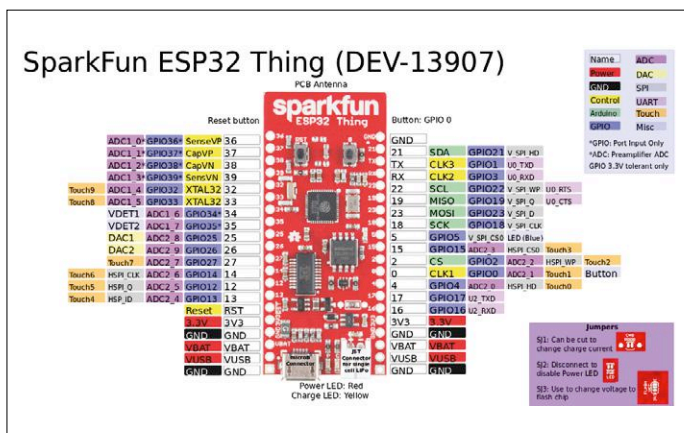 SparkFun ESP32 Thing (DEV-13907)
PCB Antenna
Reset button
Button: GPIO 0
sparkfun
ESP32 Thing
ADC1_0* GPIO36* SenseVP 36
ADC1_1* GPIO37* CapVP 37
ADC1_2* GPIO38* CapVN 38
ADC1_3* GPIO39* SensVN 39
Touch9 ADC1_4 GPIO32 XTAL32 32
Touch8 ADC1_5 GPIO33 XTAL32 33
VDET1 ADC1_6 GPIO34* 34
VDET2 ADC1_7 GPIO35* 35
DAC1 ADC2_8 GPIO25 25
DAC2 ADC2_9 GPIO26 26
Touch7 ADC2_7 GPIO27 27
Touch6 HSPI_CLK ADC2_6 GPIO14 14
Touch5 HSPI_Q ADC2_5 GPIO12 12
Touch4 HSP_ID ADC2_4 GPIO13 13
Reset RST
3.3V 3V3
GND GND
VBAT VBAT
VUSB VUSB
GND GND
GND
21 SDA GPIO21 V_SPI_HD
TX CLK3 GPIO1 U0_TXD
RX CLK2 GPIO3 U0_RXD
22 SCL GPIO22 V_SPI_WP U0_RTS
19 MISO GPIO19 V_SPI_Q U0_CTS
23 MOSI GPIO23 V_SPI_D
18 SCK GPIO18 V_SPI_CLK
5 GPIO5 V_SPI_CS0 LED (Blue)
15 GPIO15 ADC2_3 HSPI_CS0 Touch3
2 CS GPIO2 ADC2_2 HSPI_WP Touch2
0 CLK1 GPIO0 ADC2_1 Touch1 Button
4 GPIO4 ADC2_0 HSPI_HD Touch0
17 GPIO17 U2_TXD
16 GPIO16 U2_RXD
3V3 3.3V
GND GND
VBAT VBAT
VUSB VUSB
GND GND
microB Connector
JST
Connector
for single
cell LiPo
Power LED: Red
Charge LED: Yellow
Name ADC
Power DAC
GND SPI
Control UART
Arduino Touch
GPIO Misc
*GPIO: Port Input Only
*ADC: Preamplifier ADC
GPIO 3.3V tolerant only
Jumpers
SJ1: Can be cut to
change charge current
SJ2: Disconnect to
disable Power LED
SJ3: Use to change voltage to
flash chip